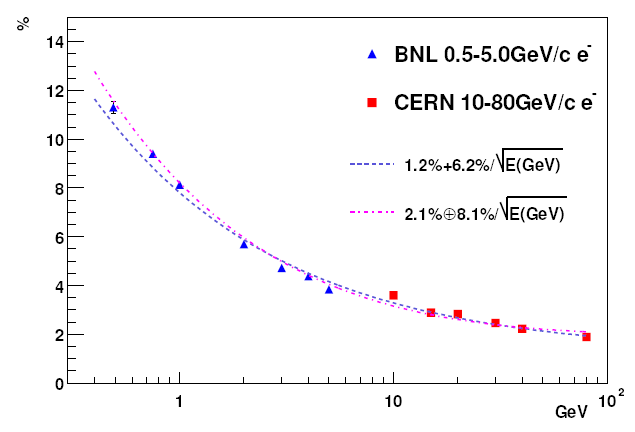 %
14
12
10
8
6
4
2
0
BNL 0.5-5.0GeV/c e⁻
CERN 10-80GeV/c e⁻
1.2%+6.2%/√E(GeV)
2.1%⊕8.1%/√E(GeV)
1 10 10²
GeV